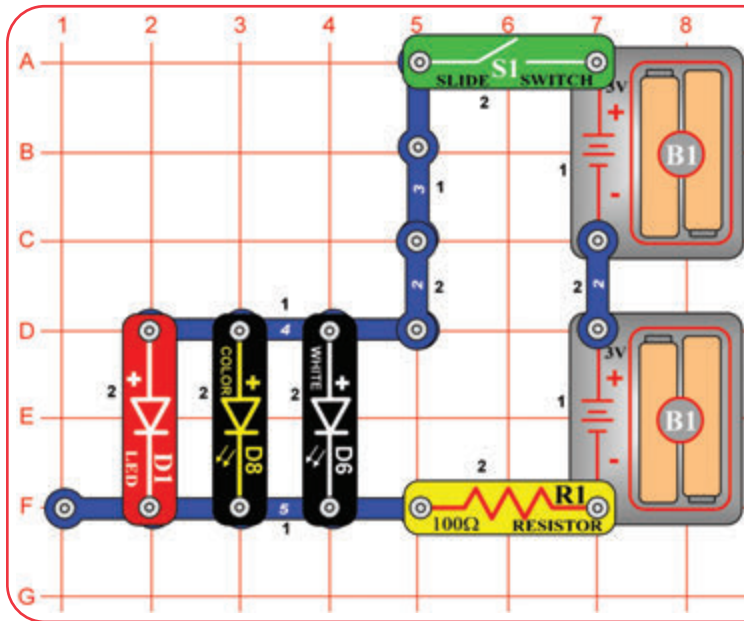 1 2 3 4 5 6 7 8
A
S1
SLIDE SWITCH
2
3V
+
B
B1
1
3
1
-
C
2
2
2
2
1
D
4
3V
+
+
COLOR
+
WHITE
+
2
2
2
E
1
B1
D1
LED
D8
D6
-
2
F
5
1
R1
100Ω
RESISTOR
G